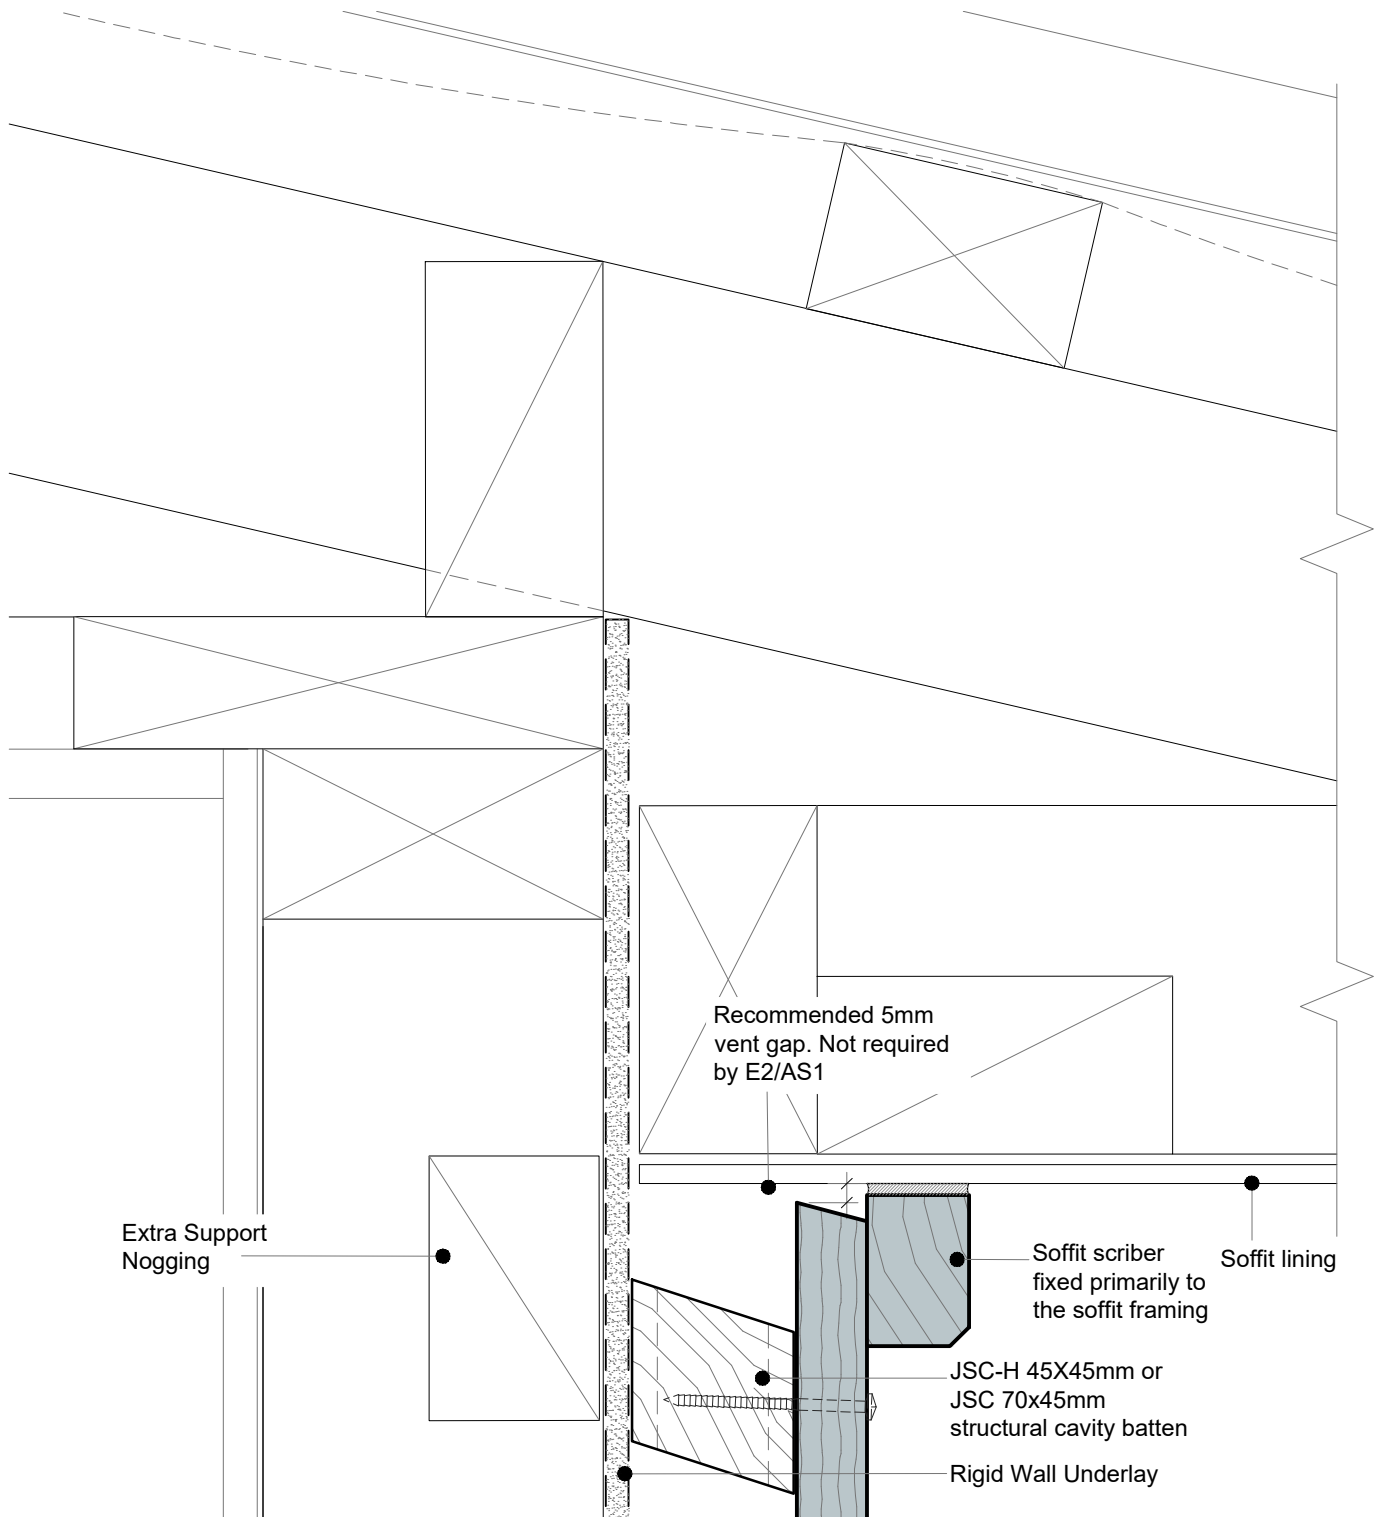 Recommended 5mm
vent gap. Not required
by E2/AS1
Extra Support
Nogging
Soffit scriber
fixed primarily to
the soffit framing
Soffit lining
JSC-H 45X45mm or
JSC 70x45mm
structural cavity batten
Rigid Wall Underlay